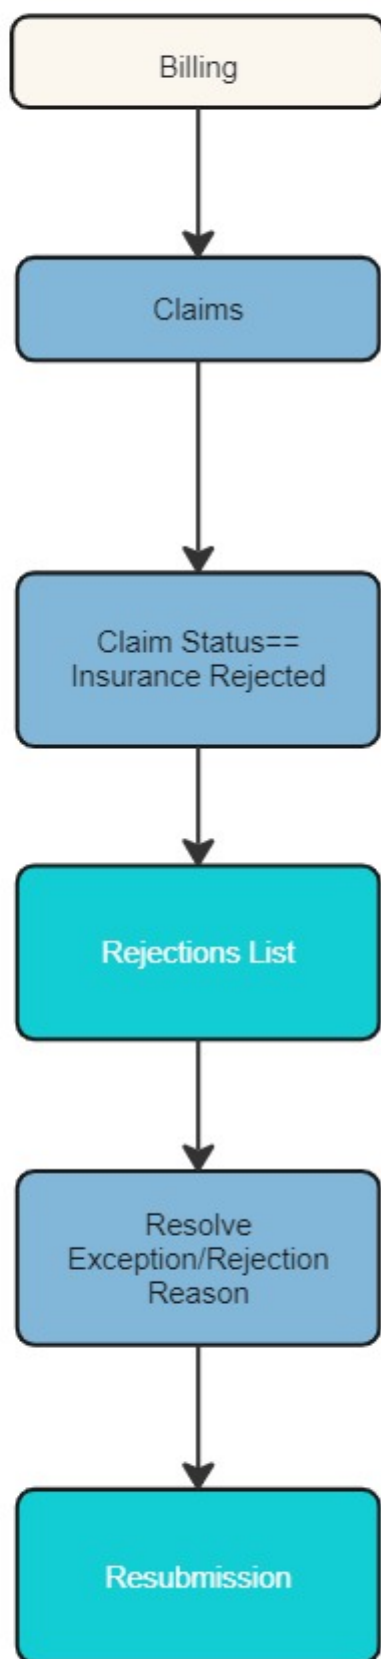 Billing
Claims
Claim Status==
Insurance Rejected
Rejections List
Resolve
Exception/Rejection
Reason
Resubmission